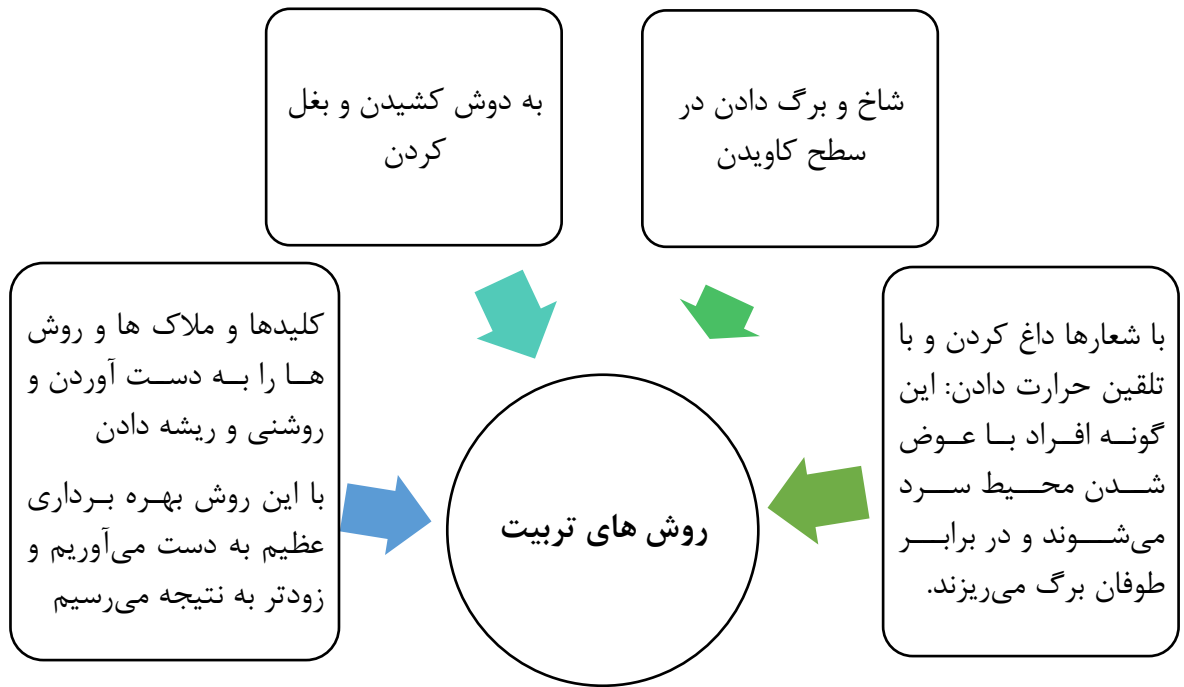 شاخ و برگ دادن در
سطح کاویدن
به دوش کشیدن و بغل
کردن
با شعارها داغ کردن و با
تلقین حرارت دادن: این
گونه افراد با عوض
شدن محیط سرد
می‌شوند و در برابر
طوفان برگ می‌ریزند.
کلیدها و ملاک ها و روش
ها را به دست آوردن و
روشنی و ریشه دادن
با این روش بهره برداری
عظیم به دست می‌آوریم و
زودتر به نتیجه می‌رسیم
روش های تربیت